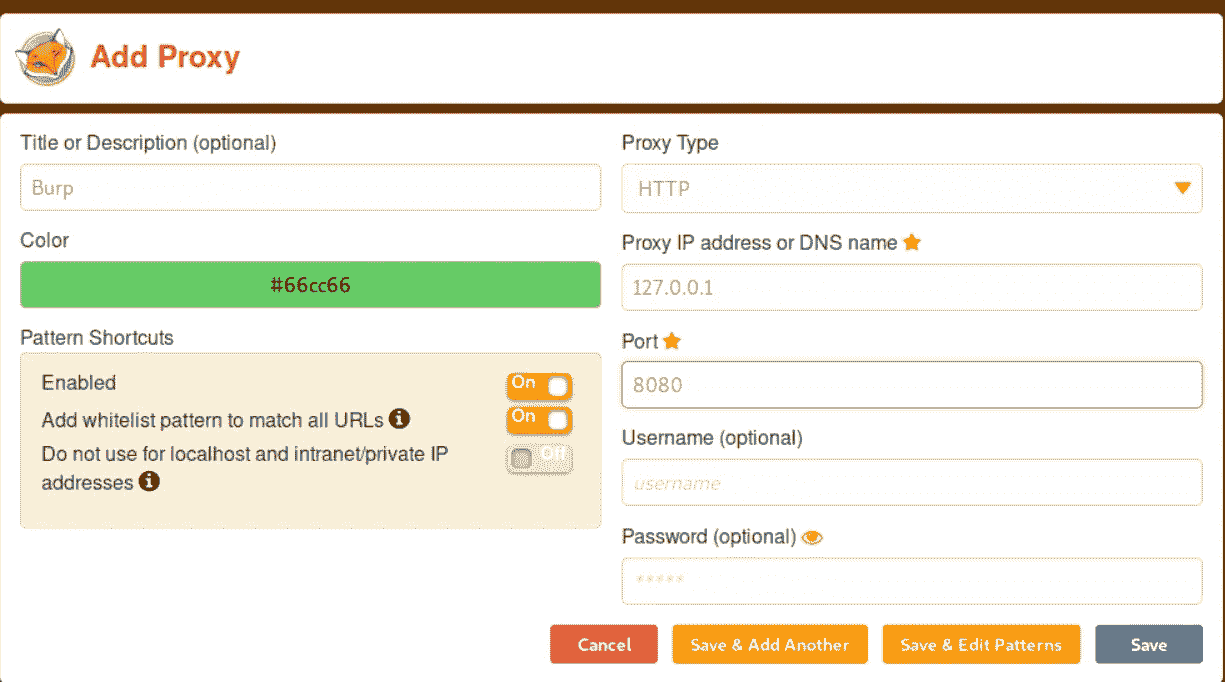 Add Proxy
Title or Description (optional)
Burp
Color
#66cc66
Pattern Shortcuts
Enabled
On
Add whitelist pattern to match all URLs
On
Do not use for localhost and intranet/private IP
addresses
Off
Proxy Type
HTTP
Proxy IP address or DNS name
127.0.0.1
Port
8080
Username (optional)
username
Password (optional)
*****
Cancel
Save & Add Another
Save & Edit Patterns
Save